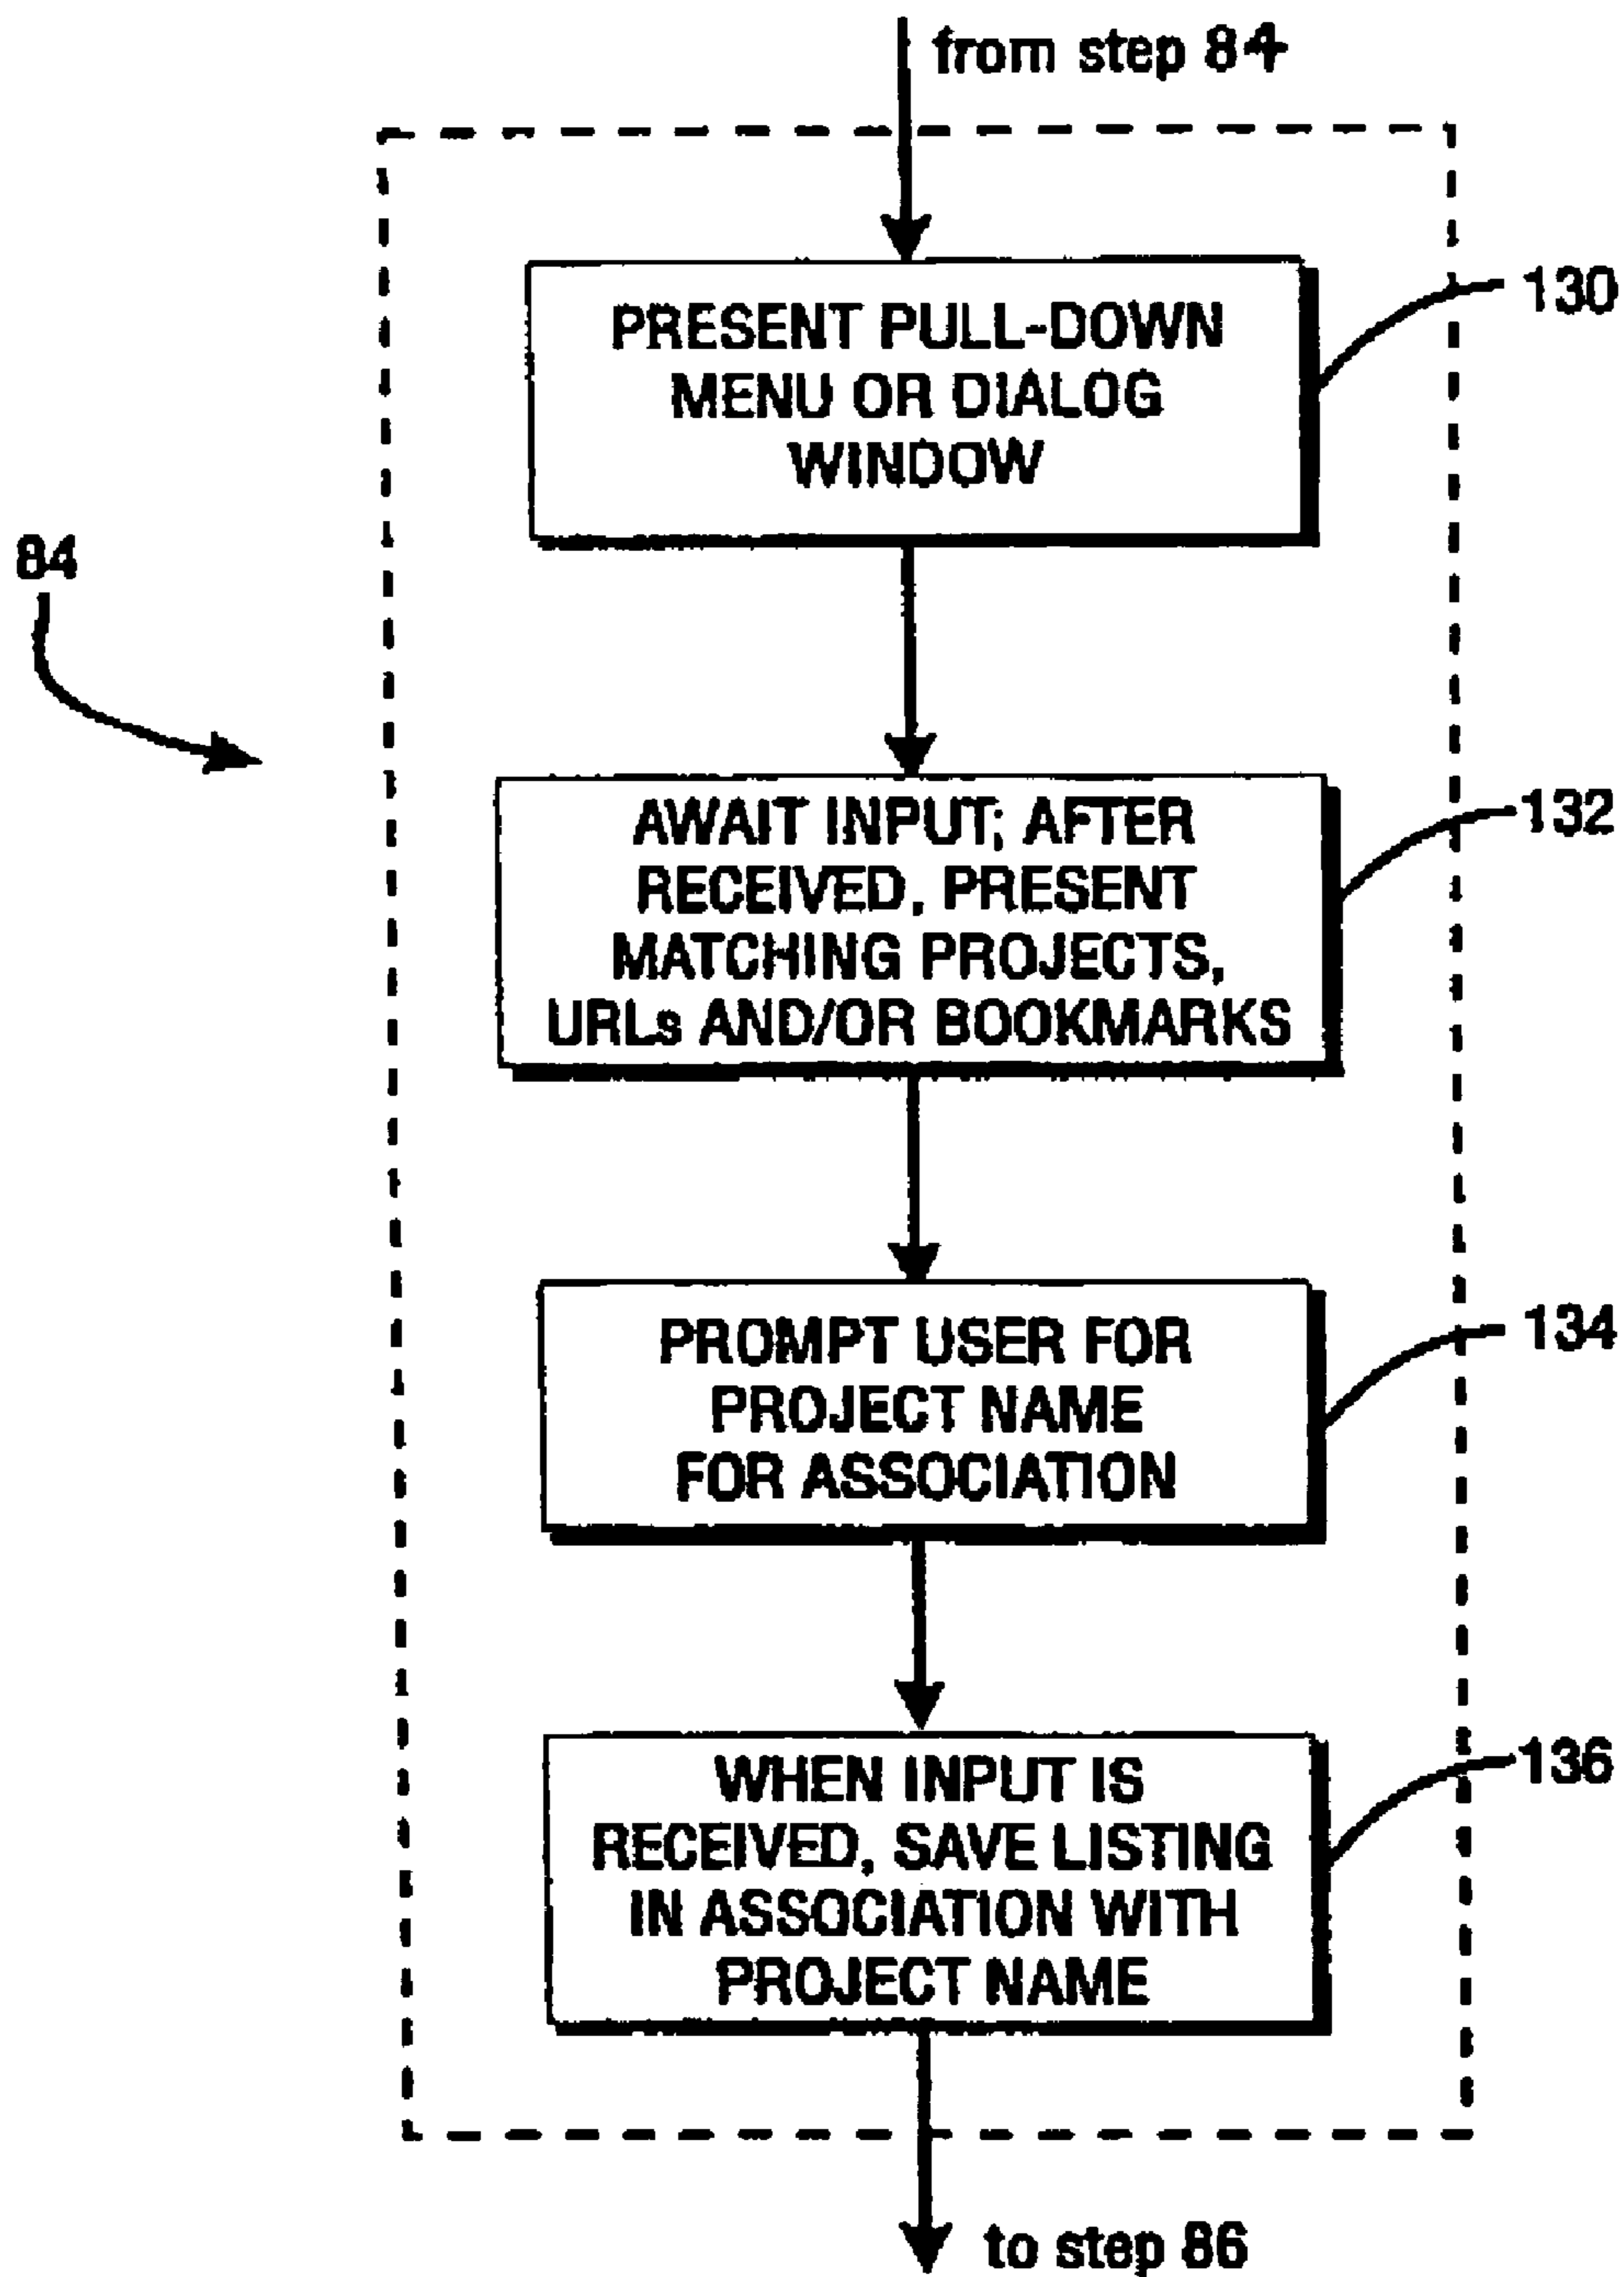 from step 84
PRESENT PULL-DOWN
MENU OR DIALOG
WINDOW
130
84
AWAIT INPUT; AFTER
RECEIVED, PRESENT
MATCHING PROJECTS,
URLs AND/OR BOOKMARKS
132
PROMPT USER FOR
PROJECT NAME
FOR ASSOCIATION
134
WHEN INPUT IS
RECEIVED, SAVE LISTING
IN ASSOCIATION WITH
PROJECT NAME
136
to step 86